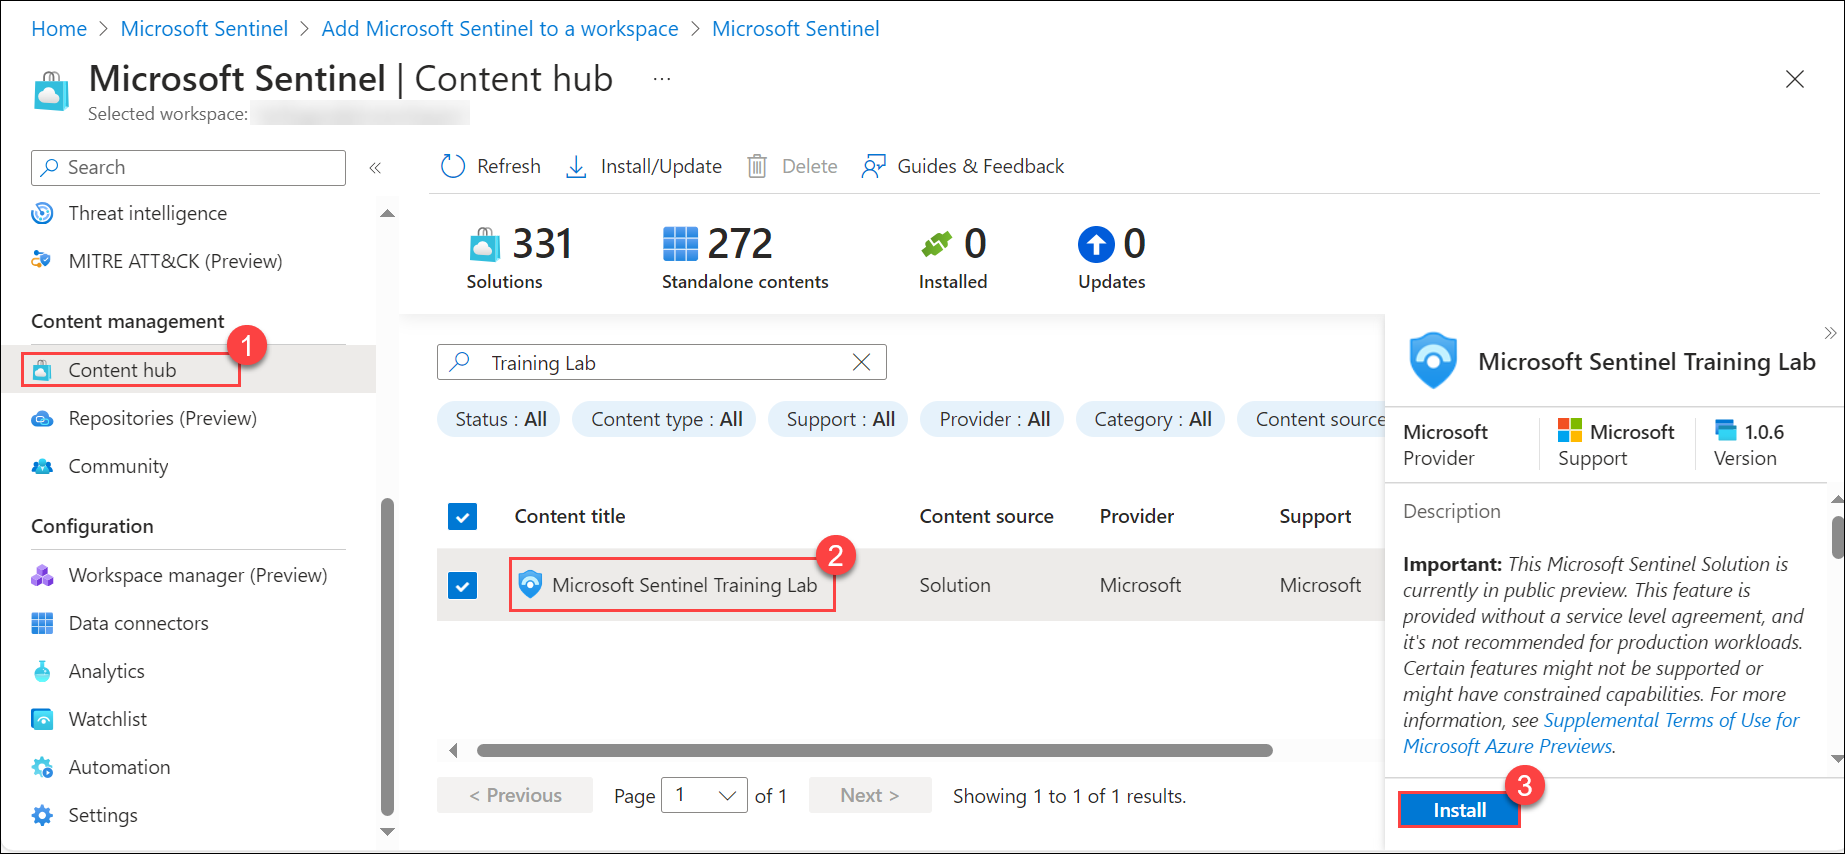 Home > Microsoft Sentinel > Add Microsoft Sentinel to a workspace > Microsoft Sentinel
Microsoft Sentinel | Content hub ...
Selected workspace:
Search
«
Threat intelligence
MITRE ATT&CK (Preview)
Content management
1
Content hub
Repositories (Preview)
Community
Configuration
Workspace manager (Preview)
Data connectors
Analytics
Watchlist
Automation
Settings
Refresh Install/Update Delete Guides & Feedback
331 272 0 0
Solutions Standalone contents Installed Updates
Training Lab
Status : All Content type : All Support : All Provider : All Category : All Content source
Content title Content source Provider Support
2
Microsoft Sentinel Training Lab Solution Microsoft Microsoft
< Previous Page 1 of 1 Next > Showing 1 to 1 of 1 results.
»
Microsoft Sentinel Training Lab
Microsoft Microsoft 1.0.6
Provider Support Version
Description
Important: This Microsoft Sentinel Solution is
currently in public preview. This feature is
provided without a service level agreement, and
it's not recommended for production workloads.
Certain features might not be supported or
might have constrained capabilities. For more
information, see Supplemental Terms of Use for
Microsoft Azure Previews.
3
Install